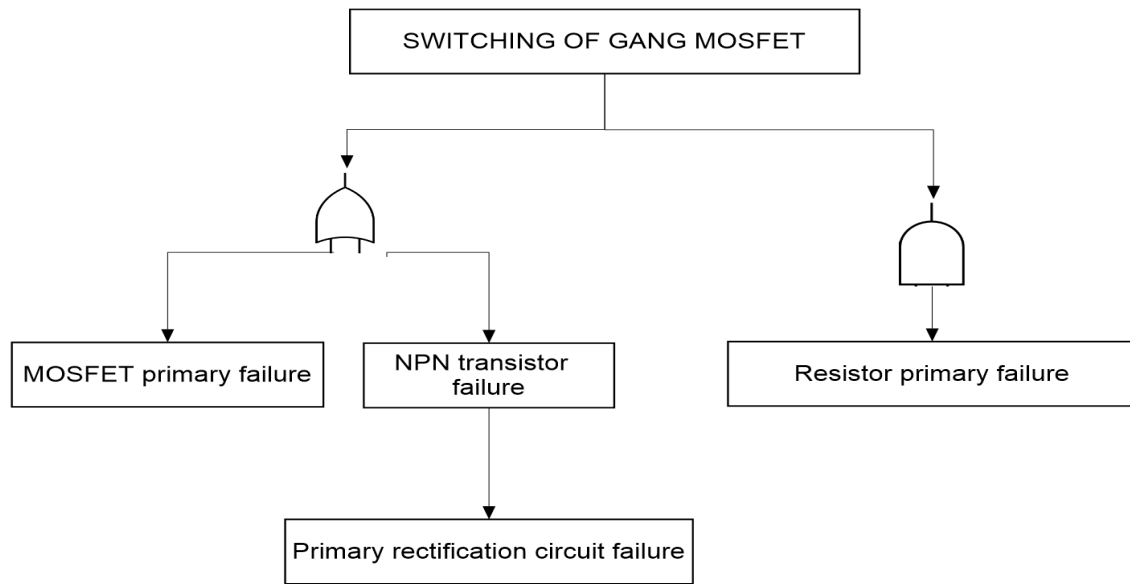 SWITCHING OF GANG MOSFET
MOSFET primary failure
NPN transistor
failure
Resistor primary failure
Primary rectification circuit failure